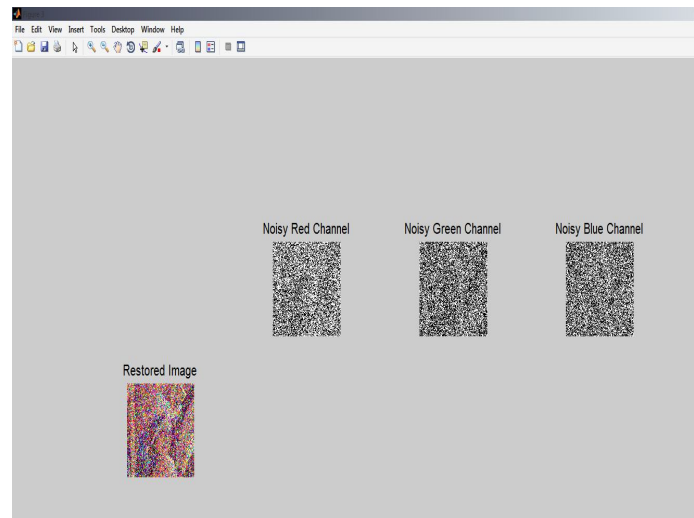 File Edit View Insert Tools Desktop Window Help
Noisy Red Channel Noisy Green Channel Noisy Blue Channel
Restored Image